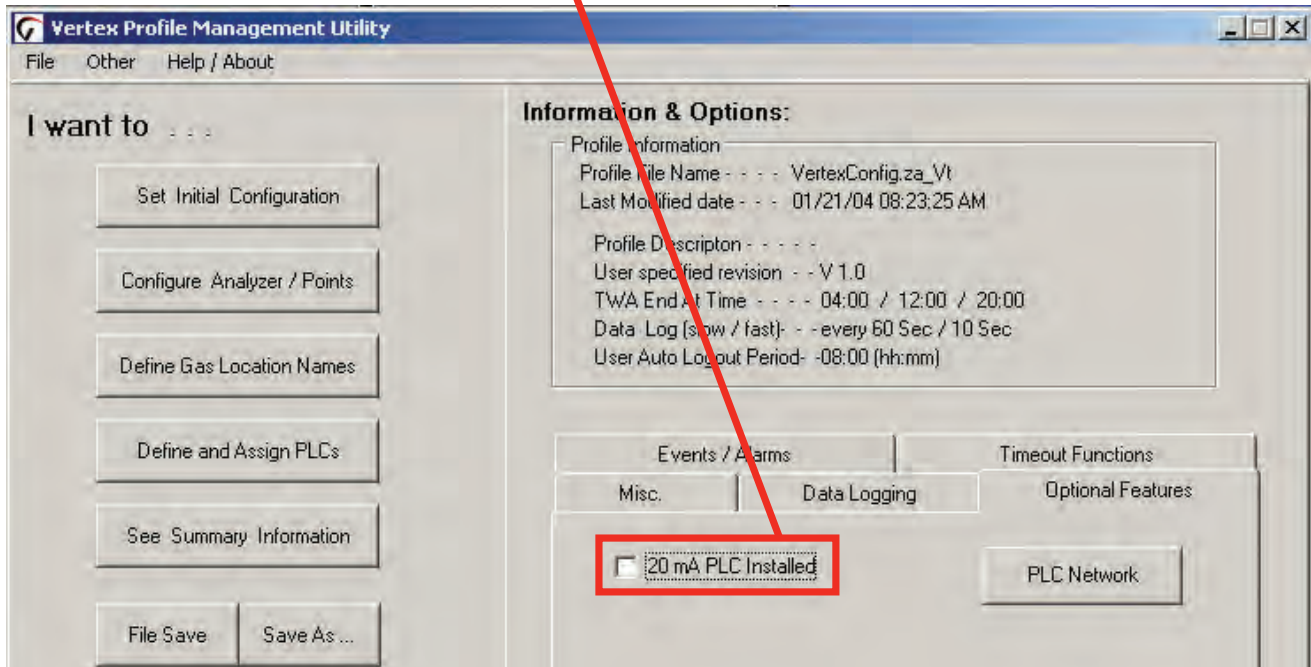 Vertex Profile Management Utility
File Other Help / About
I want to . . .
Set Initial Configuration
Configure Analyzer / Points
Define Gas Location Names
Define and Assign PLCs
See Summary Information
File Save Save As ...
Information & Options:
Profile Information
Profile File Name - - - - VertexConfig.za_Vt
Last Modified date - - - 01/21/04 08:23:25 AM
Profile Descripton - - - - -
User specified revision - - V 1.0
TWA End At Time - - - - 04:00 / 12:00 / 20:00
Data Log (slow / fast)- - -every 60 Sec / 10 Sec
User Auto Logout Period- -08:00 (hh:mm)
Events / Alarms Timeout Functions
Misc. Data Logging Optional Features
20 mA PLC Installed PLC Network